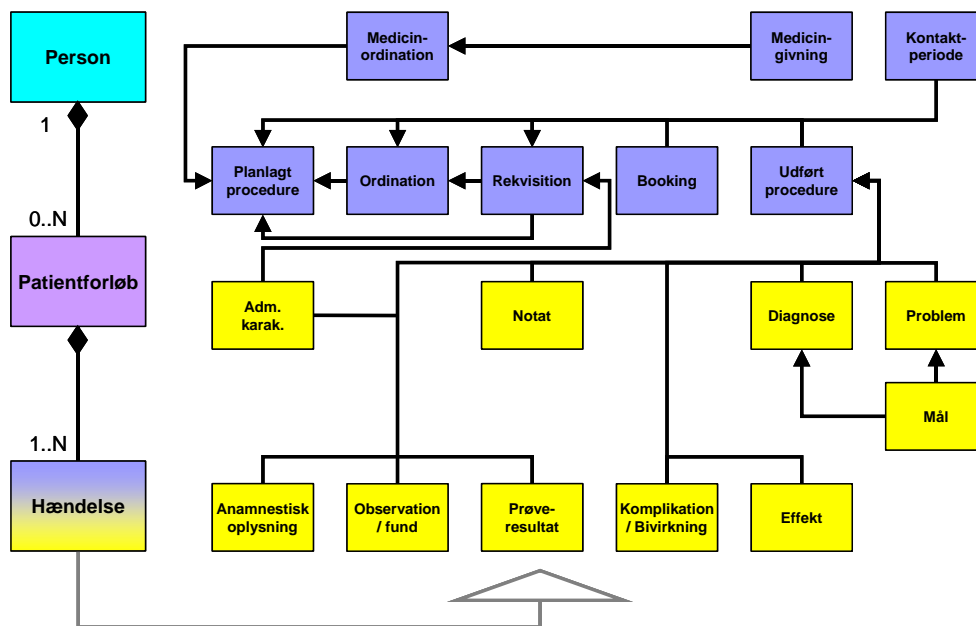 Person
1
0..N
Patientforløb
1..N
Hændelse
Medicin-
ordination
Medicin-
givning
Kontakt-
periode
Planlagt
procedure
Ordination
Rekvisition
Booking
Udført
procedure
Adm.
karak.
Notat
Diagnose
Problem
Mål
Anamnestisk
oplysning
Observation
/ fund
Prøve-
resultat
Komplikation
/ Bivirkning
Effekt